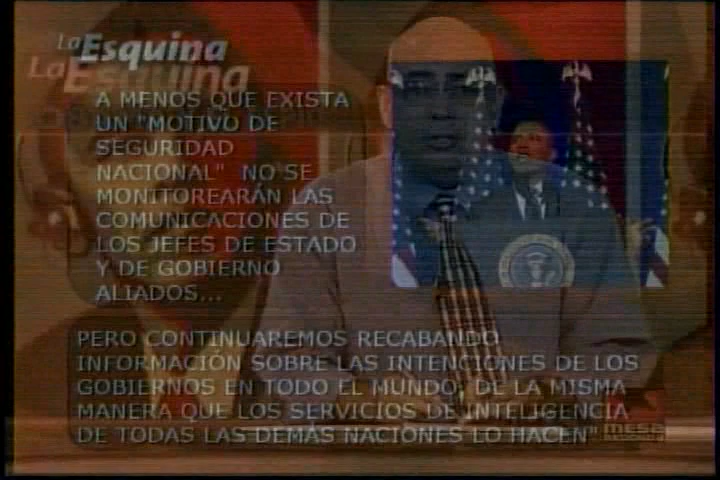 La Esquina
La Esquina
A MENOS QUE EXISTA
UN "MOTIVO DE
SEGURIDAD
NACIONAL" NO SE
MONITOREARÁN LAS
COMUNICACIONES DE
LOS JEFES DE ESTADO
Y DE GOBIERNO
ALIADOS...
PERO CONTINUAREMOS RECABANDO
INFORMACIÓN SOBRE LAS INTENCIONES DE LOS
GOBIERNOS EN TODO EL MUNDO, DE LA MISMA
MANERA QUE LOS SERVICIOS DE INTELIGENCIA
DE TODAS LAS DEMÁS NACIONES LO HACEN"
MESA